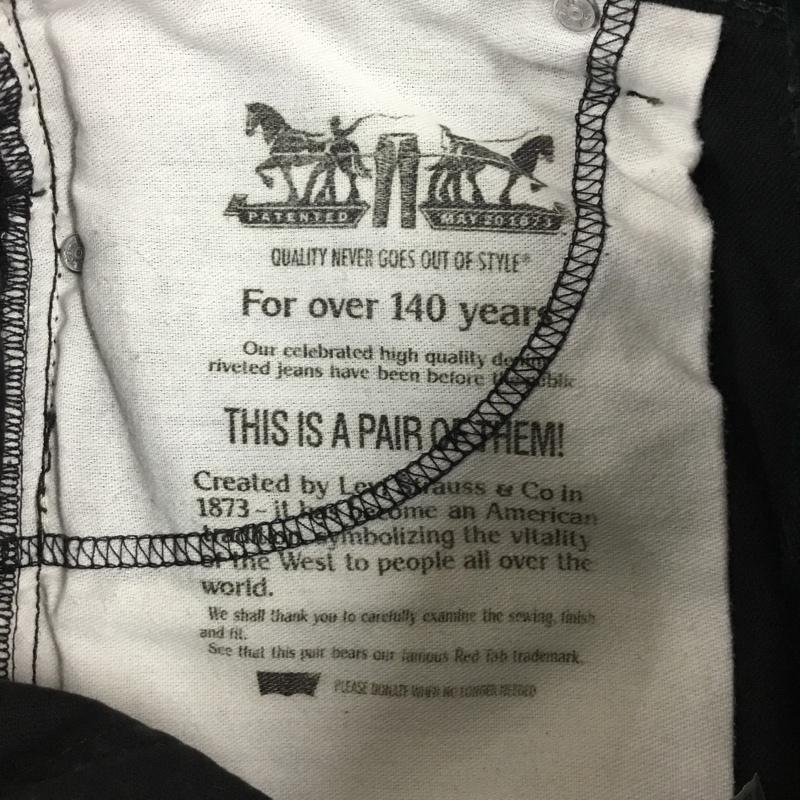 PATENTED MAY 20 1873
QUALITY NEVER GOES OUT OF STYLE®
For over 140 years
Our celebrated high quality denim
riveted jeans have been before the public
THIS IS A PAIR OF THEM!
Created by Levi Strauss & Co in
1873 - it has become an American
tradition symbolizing the vitality
of the West to people all over the
world.
We shall thank you to carefully examine the sewing, finish
and fit.
See that this pair bears our famous Red Tab trademark.
PLEASE DONATE WHEN NO LONGER NEEDED